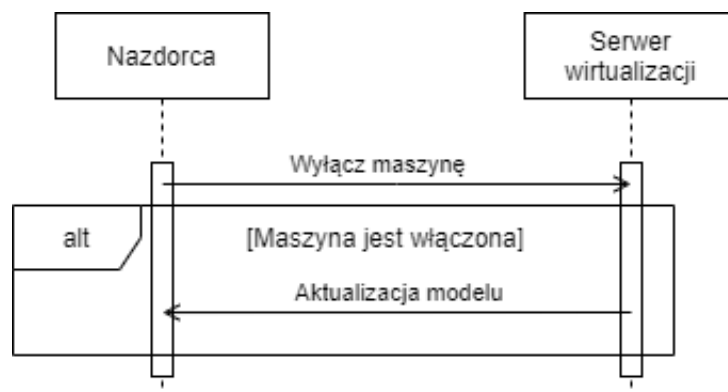 Nazdorca
Serwer
wirtualizacji
Wyłącz maszynę
alt
[Maszyna jest włączona]
Aktualizacja modelu